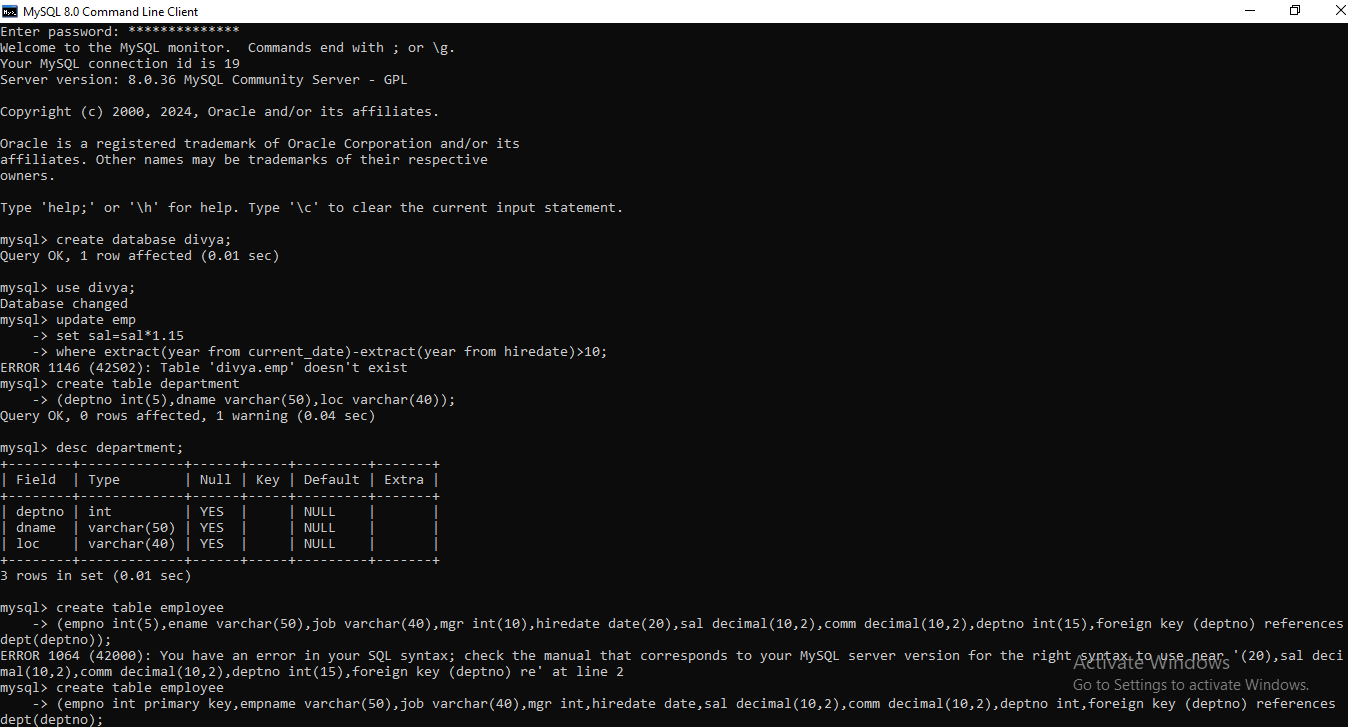 MySQL 8.0 Command Line Client
Enter password: **************
Welcome to the MySQL monitor.  Commands end with ; or \g.
Your MySQL connection id is 19
Server version: 8.0.36 MySQL Community Server - GPL
Copyright (c) 2000, 2024, Oracle and/or its affiliates.
Oracle is a registered trademark of Oracle Corporation and/or its
affiliates. Other names may be trademarks of their respective
owners.
Type 'help;' or '\h' for help. Type '\c' to clear the current input statement.
mysql> create database divya;
Query OK, 1 row affected (0.01 sec)
mysql> use divya;
Database changed
mysql> update emp
    -> set sal=sal*1.15
    -> where extract(year from current_date)-extract(year from hiredate)>10;
ERROR 1146 (42S02): Table 'divya.emp' doesn't exist
mysql> create table department
    -> (deptno int(5),dname varchar(50),loc varchar(40));
Query OK, 0 rows affected, 1 warning (0.04 sec)
mysql> desc department;
+--------+-------------+------+-----+---------+-------+
| Field  | Type        | Null | Key | Default | Extra |
+--------+-------------+------+-----+---------+-------+
| deptno | int         | YES  |     | NULL    |       |
| dname  | varchar(50) | YES  |     | NULL    |       |
| loc    | varchar(40) | YES  |     | NULL    |       |
+--------+-------------+------+-----+---------+-------+
3 rows in set (0.01 sec)
mysql> create table employee
    -> (empno int(5),ename varchar(50),job varchar(40),mgr int(10),hiredate date(20),sal decimal(10,2),comm decimal(10,2),deptno int(15),foreign key (deptno) references
dept(deptno));
ERROR 1064 (42000): You have an error in your SQL syntax; check the manual that corresponds to your MySQL server version for the right syntax to use near '(20),sal deci
mal(10,2),comm decimal(10,2),deptno int(15),foreign key (deptno) re' at line 2
mysql> create table employee
    -> (empno int primary key,empname varchar(50),job varchar(40),mgr int,hiredate date,sal decimal(10,2),comm decimal(10,2),deptno int,foreign key (deptno) references
dept(deptno);
Activate Windows
Go to Settings to activate Windows.